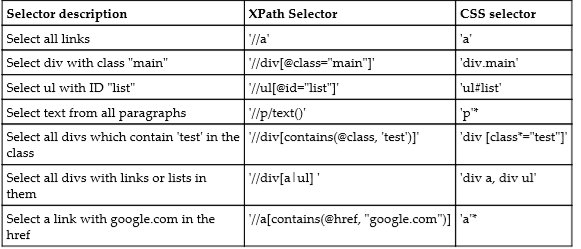 Selector description XPath Selector CSS selector
Select all links '//a' 'a'
Select div with class "main" '//div[@class="main"]' 'div.main'
Select ul with ID "list" '//ul[@id="list"]' 'ul#list'
Select text from all paragraphs '//p/text()' 'p'*
Select all divs which contain 'test' in the '//div[contains(@class, 'test')]' 'div [class*="test"]'
class
Select all divs with links or lists in '//div[a|ul] ' 'div a, div ul'
them
Select a link with google.com in the '//a[contains(@href, "google.com")] 'a'*
href